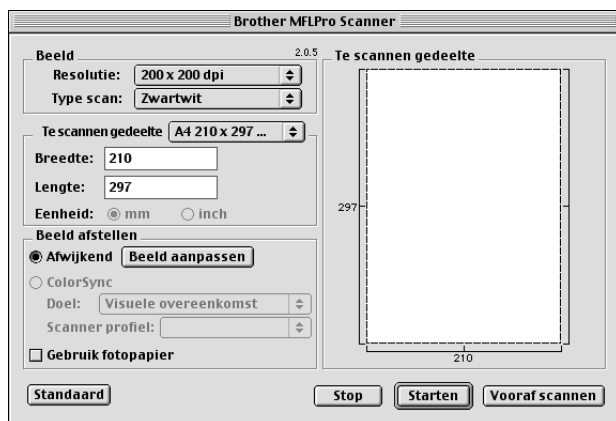 Brother MFLPro Scanner
Beeld 2.0.5
Resolutie: 200 x 200 dpi
Type scan: Zwartwit
Te scannen gedeelte A4 210 x 297 ...
Breedte: 210
Lengte: 297
Eenheid: mm inch
Beeld afstellen
Afwijkend Beeld aanpassen
ColorSync
Doel: Visuele overeenkomst
Scanner profiel:
Gebruik fotopapier
Te scannen gedeelte
297
210
Standaard Stop Starten Vooraf scannen